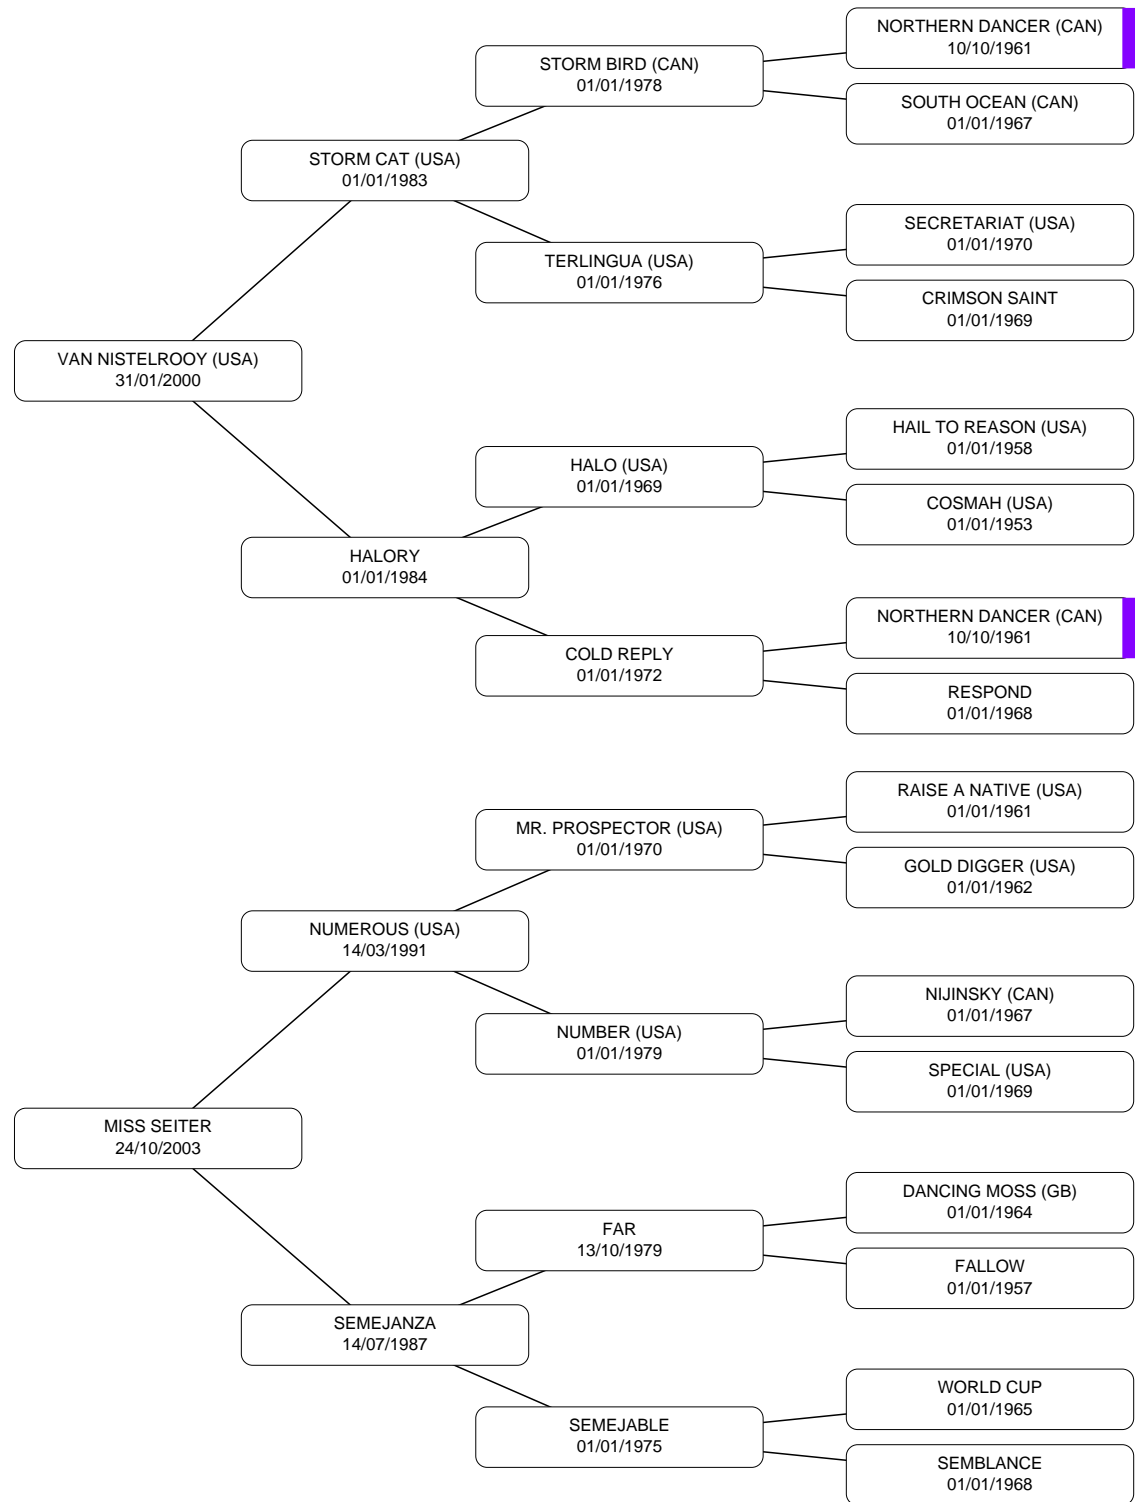 NORTHERN DANCER (CAN)
10/10/1961
STORM BIRD (CAN)
01/01/1978
SOUTH OCEAN (CAN)
01/01/1967
STORM CAT (USA)
01/01/1983
SECRETARIAT (USA)
01/01/1970
TERLINGUA (USA)
01/01/1976
CRIMSON SAINT
01/01/1969
VAN NISTELROOY (USA)
31/01/2000
HAIL TO REASON (USA)
01/01/1958
HALO (USA)
01/01/1969
COSMAH (USA)
01/01/1953
HALORY
01/01/1984
NORTHERN DANCER (CAN)
10/10/1961
COLD REPLY
01/01/1972
RESPOND
01/01/1968
RAISE A NATIVE (USA)
01/01/1961
MR. PROSPECTOR (USA)
01/01/1970
GOLD DIGGER (USA)
01/01/1962
NUMEROUS (USA)
14/03/1991
NIJINSKY (CAN)
01/01/1967
NUMBER (USA)
01/01/1979
SPECIAL (USA)
01/01/1969
MISS SEITER
24/10/2003
DANCING MOSS (GB)
01/01/1964
FAR
13/10/1979
FALLOW
01/01/1957
SEMEJANZA
14/07/1987
WORLD CUP
01/01/1965
SEMEJABLE
01/01/1975
SEMBLANCE
01/01/1968